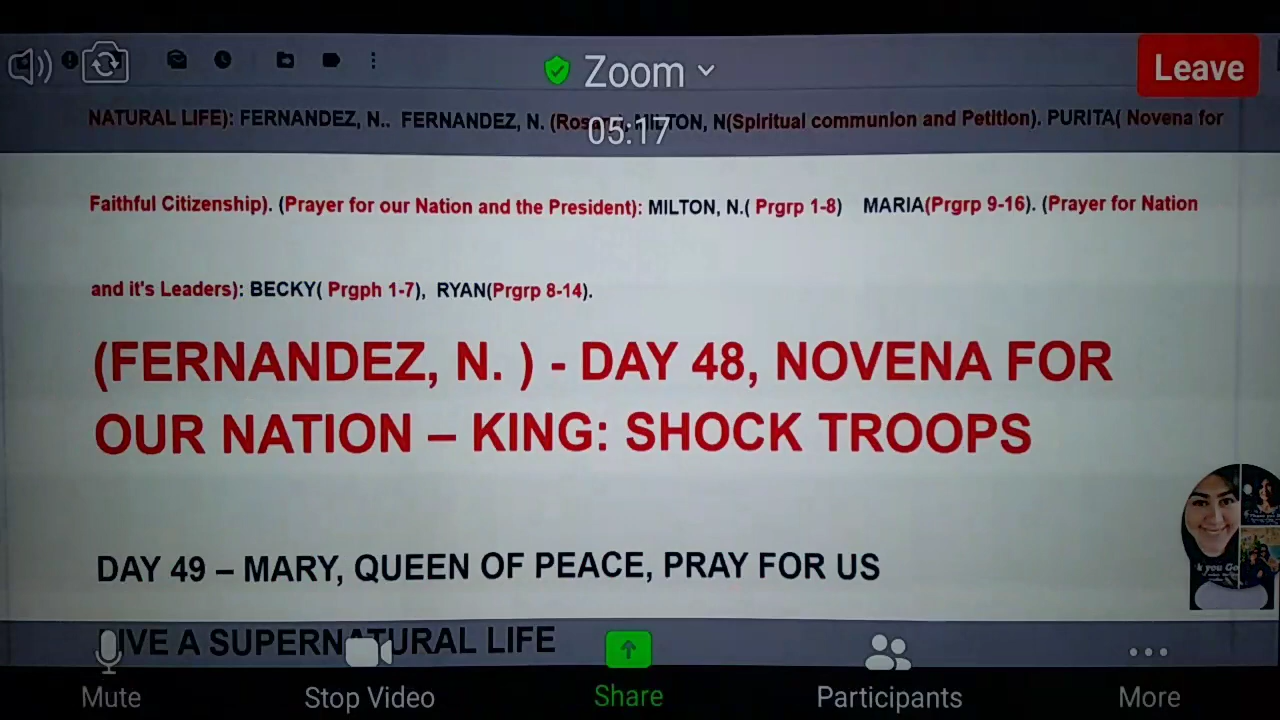 Zoom
Leave
NATURAL LIFE): FERNANDEZ, N.. FERNANDEZ, N. (Rosary, MILTON, N(Spiritual communion and Petition). PURITA( Novena for
05:17
Faithful Citizenship). (Prayer for our Nation and the President): MILTON, N.( Prgrp 1-8) MARIA(Prgrp 9-16). (Prayer for Nation
and it's Leaders): BECKY( Prgph 1-7), RYAN(Prgrp 8-14).
(FERNANDEZ, N. ) - DAY 48, NOVENA FOR
OUR NATION – KING: SHOCK TROOPS
DAY 49 – MARY, QUEEN OF PEACE, PRAY FOR US
LIVE A SUPERNATURAL LIFE
Mute
Stop Video
Share
Participants
More